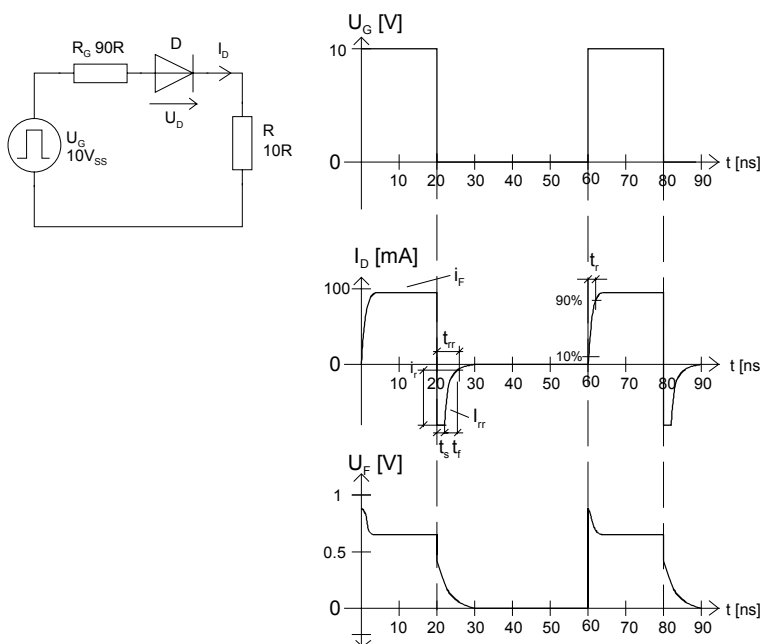 R_G 90R
D
I_D
U_D
U_G
10V_SS
R
10R
U_G [V]
10
0
10 20 30 40 50 60 70 80 90
t [ns]
I_D [mA]
i_F
t_r
100
90%
t_rr
10%
0
10 20 30 40 50 60 70 80 90
t [ns]
i_r
I_rr
t_s t_f
U_F [V]
1
0.5
0
10 20 30 40 50 60 70 80 90
t [ns]